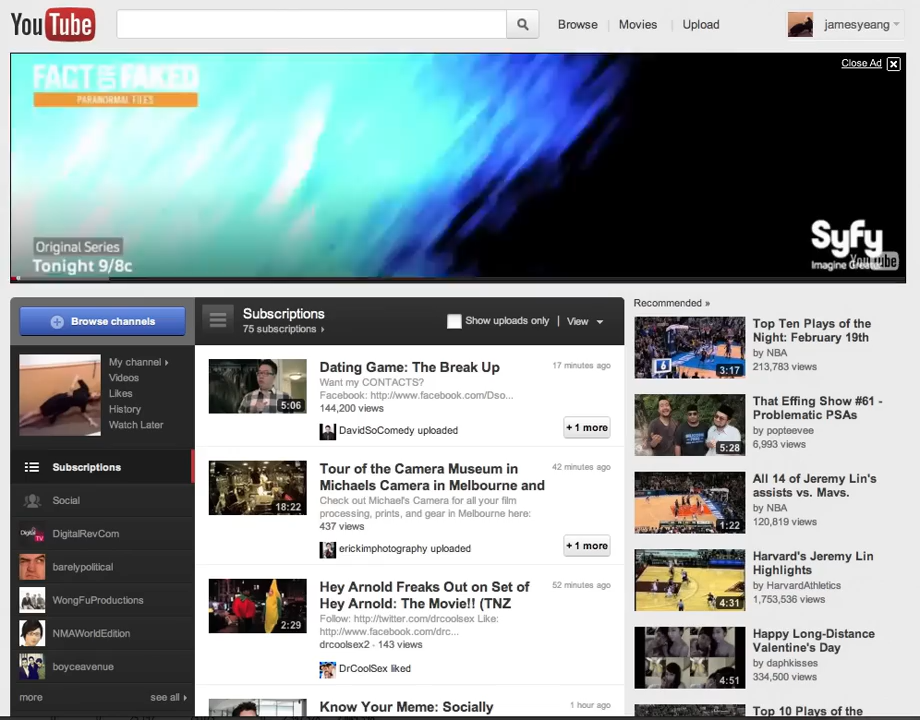 YouTube
Browse
Movies
Upload
jamesyeang
FACT OR FAKED
PARANORMAL FILES
Close Ad
Original Series
Tonight 9/8c
Syfy
Imagine Greater
YouTube
Browse channels
My channel
Videos
Likes
History
Watch Later
Subscriptions
Social
DigitalRevCom
barelypolitical
WongFuProductions
NMAWorldEdition
boyceavenue
more
see all
Subscriptions
75 subscriptions
Show uploads only
View
Dating Game: The Break Up
17 minutes ago
Want my CONTACTS?
Facebook: http://www.facebook.com/Dso...
144,200 views
5:06
DavidSoComedy uploaded
+ 1 more
Tour of the Camera Museum in
Michaels Camera in Melbourne and
42 minutes ago
Check out Michael's Camera for all your film
processing, prints, and gear in Melbourne here:
437 views
18:22
erickimphotography uploaded
+ 1 more
Hey Arnold Freaks Out on Set of
Hey Arnold: The Movie!! (TNZ
52 minutes ago
Follow: http://twitter.com/drcoolsex Like:
http://www.facebook.com/drc...
drcoolsex2 · 143 views
2:29
DrCoolSex liked
Know Your Meme: Socially
1 hour ago
Recommended »
Top Ten Plays of the
Night: February 19th
by NBA
213,783 views
6
3:17
That Effing Show #61 -
Problematic PSAs
by popteevee
6,993 views
5:28
All 14 of Jeremy Lin's
assists vs. Mavs.
by NBA
120,819 views
1:22
Harvard's Jeremy Lin
Highlights
by HarvardAthletics
1,753,536 views
4:31
Happy Long-Distance
Valentine's Day
by daphkisses
334,500 views
4:51
Top 10 Plays of the